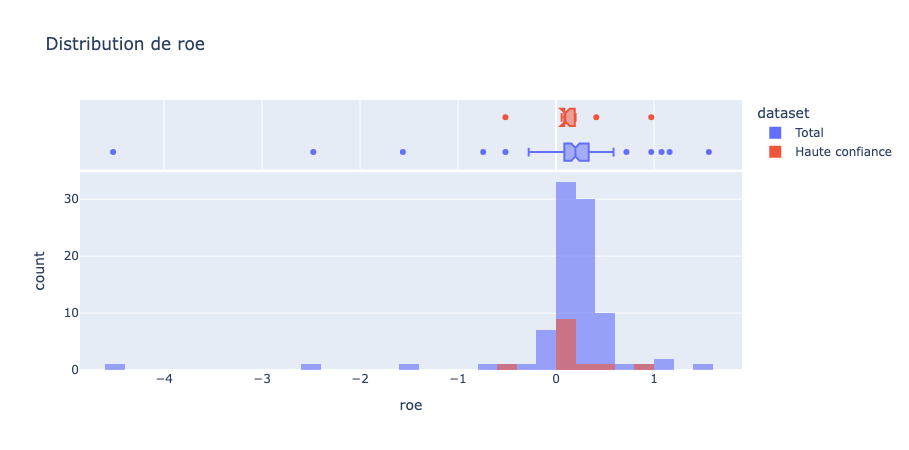 Distribution de roe
dataset
Total
Haute confiance
count
30
20
10
0
−4
−3
−2
−1
0
1
roe